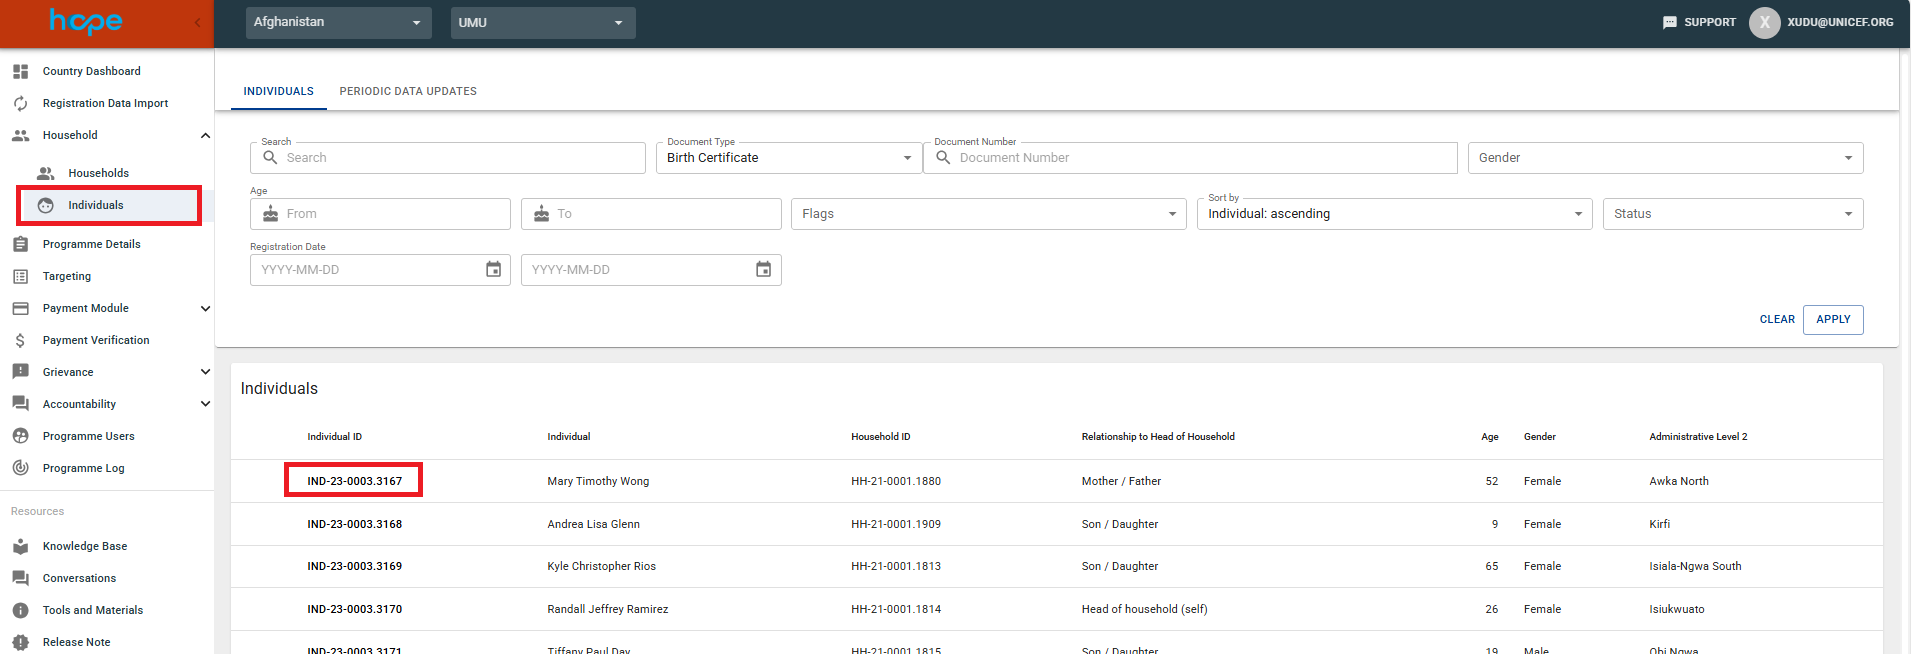 hope
Afghanistan
UMU
SUPPORT
X
XUDU@UNICEF.ORG
Country Dashboard
Registration Data Import
Household
Households
Individuals
Programme Details
Targeting
Payment Module
Payment Verification
Grievance
Accountability
Programme Users
Programme Log
Resources
Knowledge Base
Conversations
Tools and Materials
Release Note
INDIVIDUALS PERIODIC DATA UPDATES
Search Document Type Document Number
Search Birth Certificate Document Number Gender
Age Sort by
From To Flags Individual: ascending Status
Registration Date
YYYY-MM-DD YYYY-MM-DD
CLEAR APPLY
Individuals
Individual ID Individual Household ID Relationship to Head of Household Age Gender Administrative Level 2
IND-23-0003.3167 Mary Timothy Wong HH-21-0001.1880 Mother / Father 52 Female Awka North
IND-23-0003.3168 Andrea Lisa Glenn HH-21-0001.1909 Son / Daughter 9 Female Kirfi
IND-23-0003.3169 Kyle Christopher Rios HH-21-0001.1813 Son / Daughter 65 Female Isiala-Ngwa South
IND-23-0003.3170 Randall Jeffrey Ramirez HH-21-0001.1814 Head of household (self) 26 Female Isiukwuato
IND-23-0003.3171 Tiffany Paul Day HH-21-0001.1815 Son / Daughter 19 Male Obi Ngwa